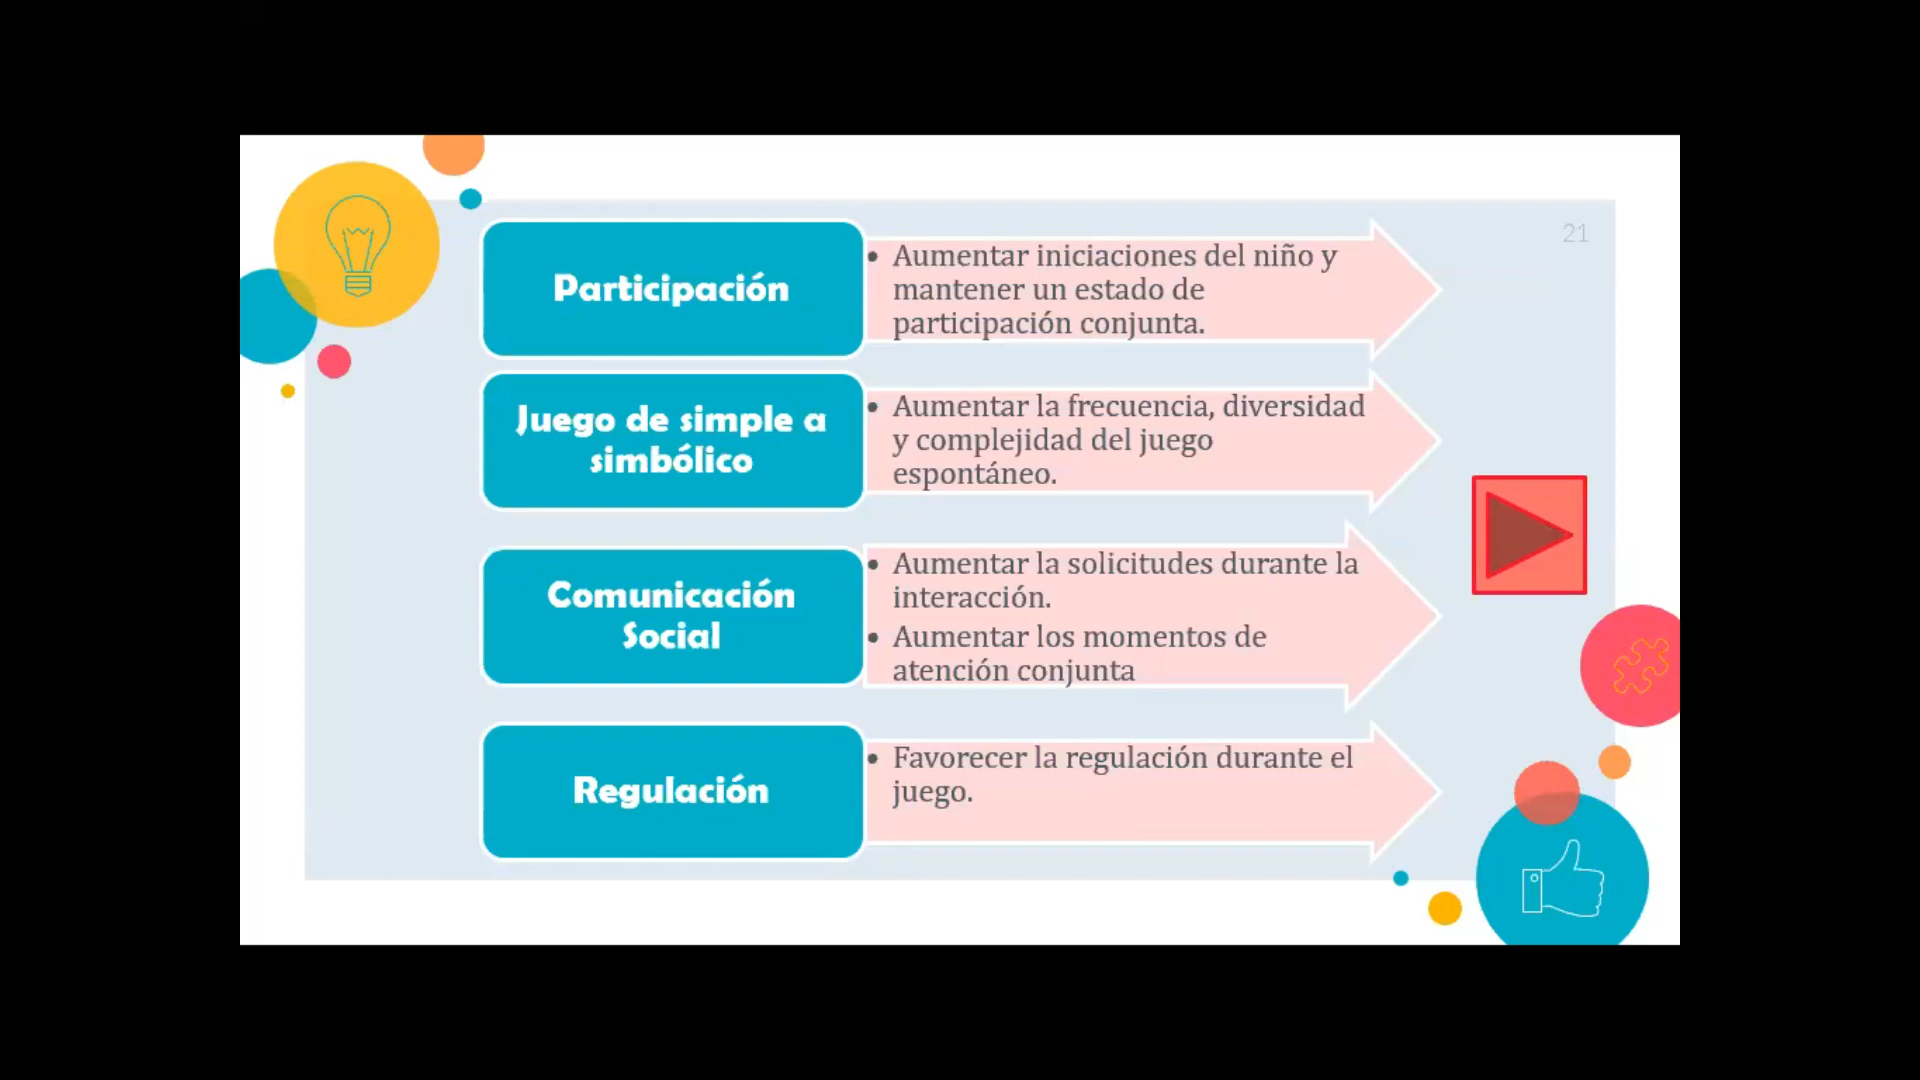 21
Participación
• Aumentar iniciaciones del niño y
mantener un estado de
participación conjunta.
Juego de simple a
simbólico
• Aumentar la frecuencia, diversidad
y complejidad del juego
espontáneo.
Comunicación
Social
• Aumentar la solicitudes durante la
interacción.
• Aumentar los momentos de
atención conjunta
Regulación
• Favorecer la regulación durante el
juego.